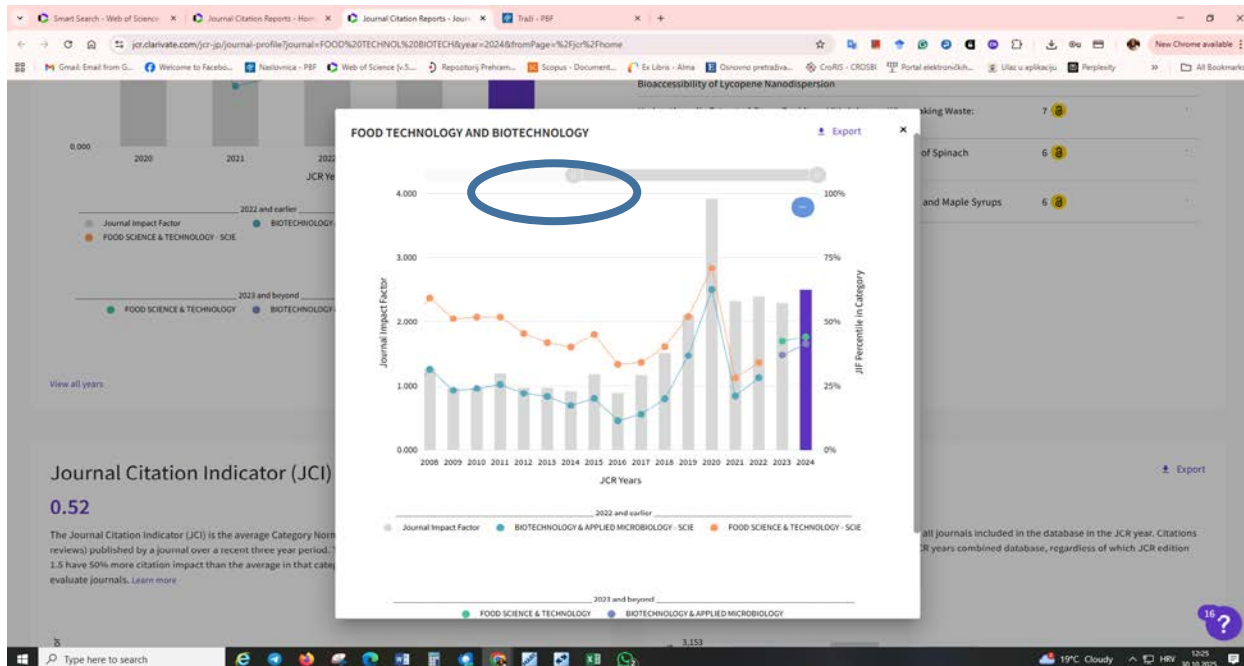 Smart Search - Web of Science
Journal Citation Reports - Hom
Journal Citation Reports - Jour
Traži - PBF
jcr.clarivate.com/jcr-jp/journal-profile?journal=FOOD%20TECHNOL%20BIOTECH&year=2024&fromPage=%2Fjcr%2Fhome
New Chrome available
Gmail: Email from G...
Welcome to Facebo...
Naslovnica - PBF
Web of Science [v.5...
Repozitorij Prehram...
Scopus - Document...
Ex Libris - Alma
Osnovno pretraživa...
CroRIS - CROSBI
Portal elektroničkih...
Ulaz u aplikaciju
Perplexity
All Bookmarks
Bioaccessibility of Lycopene Nanodispersion
aking Waste:
7
of Spinach
6
and Maple Syrups
6
0.000
2020
2021
2022
JCR Ye
2022 and earlier
Journal Impact Factor
BIOTECHNOLOGY
FOOD SCIENCE & TECHNOLOGY - SCIE
2023 and beyond
FOOD SCIENCE & TECHNOLOGY
BIOTECHNOLOGY
View all years
FOOD TECHNOLOGY AND BIOTECHNOLOGY
Export
4.000
100%
3.000
75%
2.000
50%
1.000
25%
0.000
0%
Journal Impact Factor
JIF Percentile in Category
2008 2009 2010 2011 2012 2013 2014 2015 2016 2017 2018 2019 2020 2021 2022 2023 2024
JCR Years
2022 and earlier
Journal Impact Factor
BIOTECHNOLOGY & APPLIED MICROBIOLOGY - SCIE
FOOD SCIENCE & TECHNOLOGY - SCIE
2023 and beyond
FOOD SCIENCE & TECHNOLOGY
BIOTECHNOLOGY & APPLIED MICROBIOLOGY
Journal Citation Indicator (JCI)
Export
0.52
The Journal Citation Indicator (JCI) is the average Category Norm
reviews) published by a journal over a recent three year period. T
1.5 have 50% more citation impact than the average in that categ
evaluate journals. Learn more
all journals included in the database in the JCR year. Citations
R years combined database, regardless of which JCR edition
3,153
16
?
Type here to search
19°C Cloudy
HRV
12:25
10.10.2025.